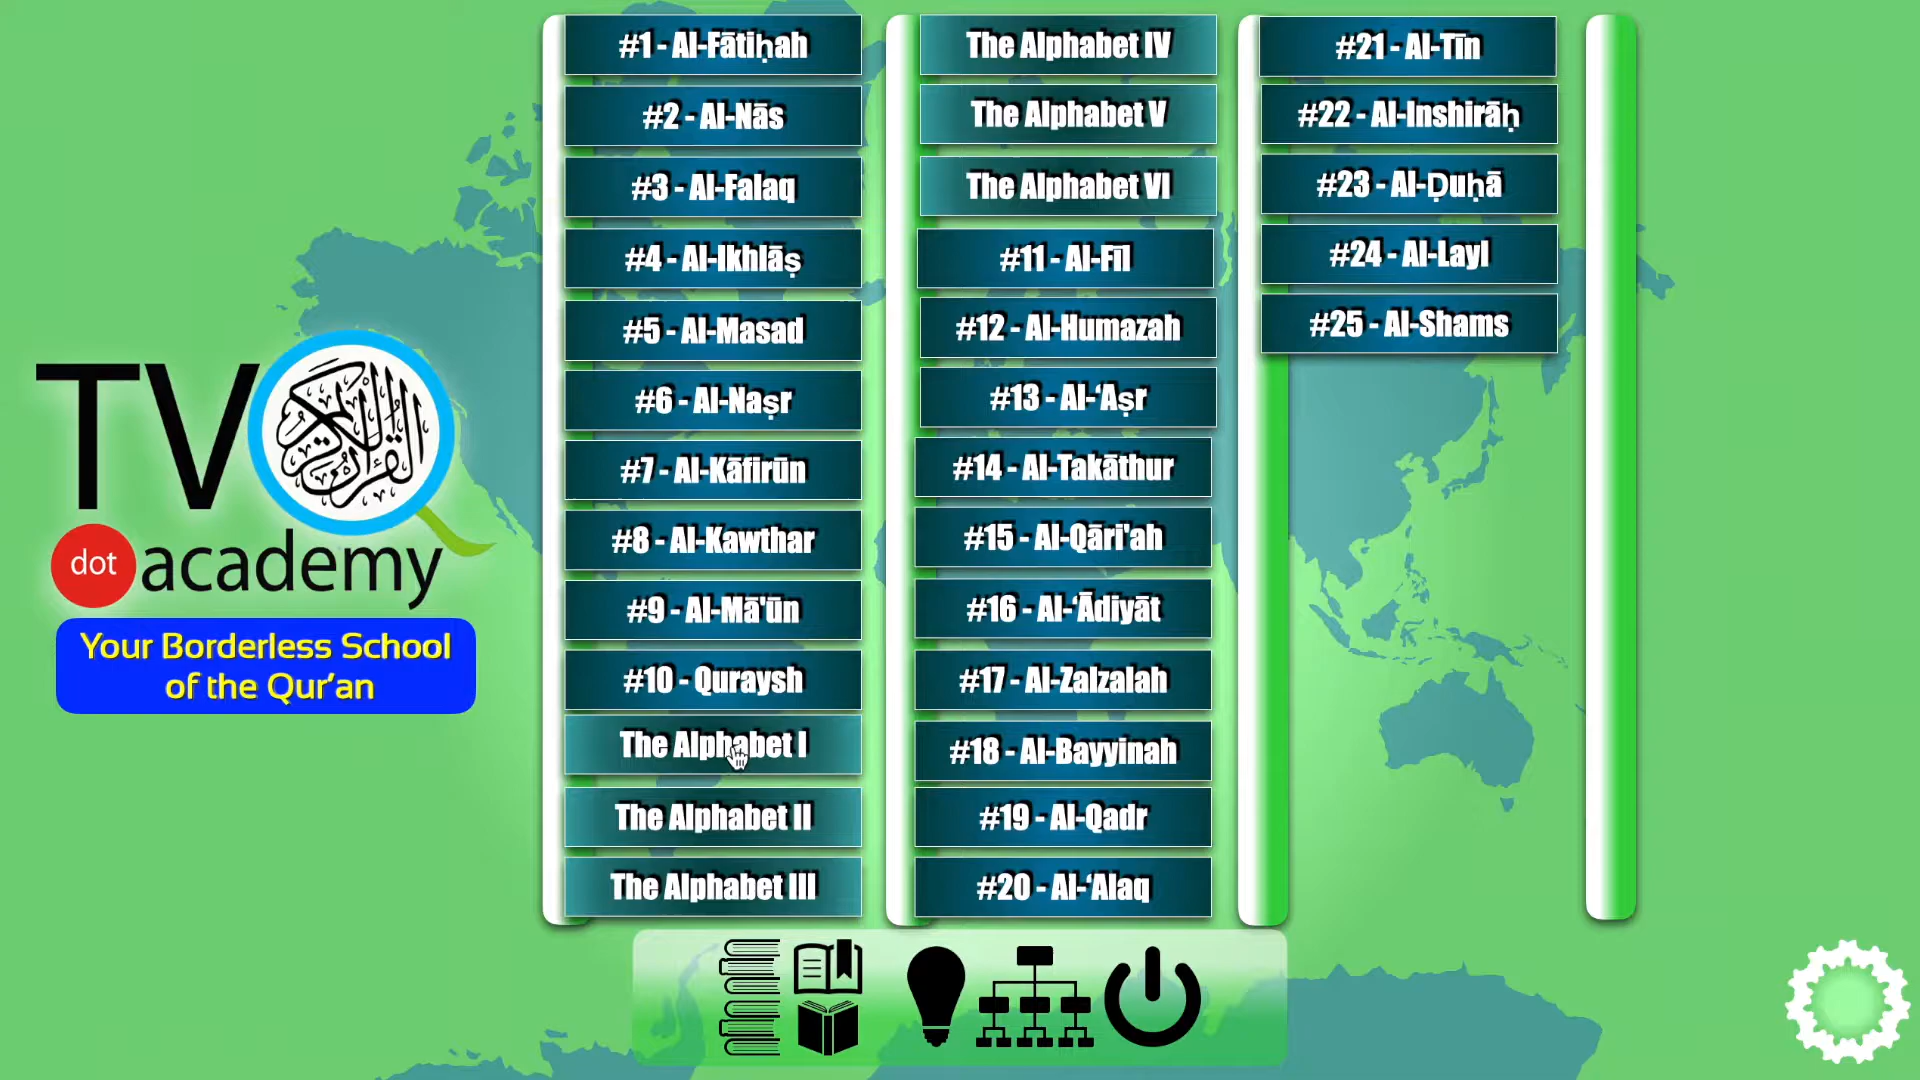 TV
القرآن الكريم
dot
academy
Your Borderless School
of the Qur'an
#1 - Al-Fātiḥah
#2 - Al-Nās
#3 - Al-Falaq
#4 - Al-Ikhlāṣ
#5 - Al-Masad
#6 - Al-Naṣr
#7 - Al-Kāfirūn
#8 - Al-Kawthar
#9 - Al-Mā'ūn
#10 - Quraysh
The Alphabet I
The Alphabet II
The Alphabet III
The Alphabet IV
The Alphabet V
The Alphabet VI
#11 - Al-Fīl
#12 - Al-Humazah
#13 - Al-‘Aṣr
#14 - Al-Takāthur
#15 - Al-Qāri'ah
#16 - Al-‘Ādiyāt
#17 - Al-Zalzalah
#18 - Al-Bayyinah
#19 - Al-Qadr
#20 - Al-‘Alaq
#21 - Al-Tīn
#22 - Al-Inshirāḥ
#23 - Al-Ḍuḥā
#24 - Al-Layl
#25 - Al-Shams